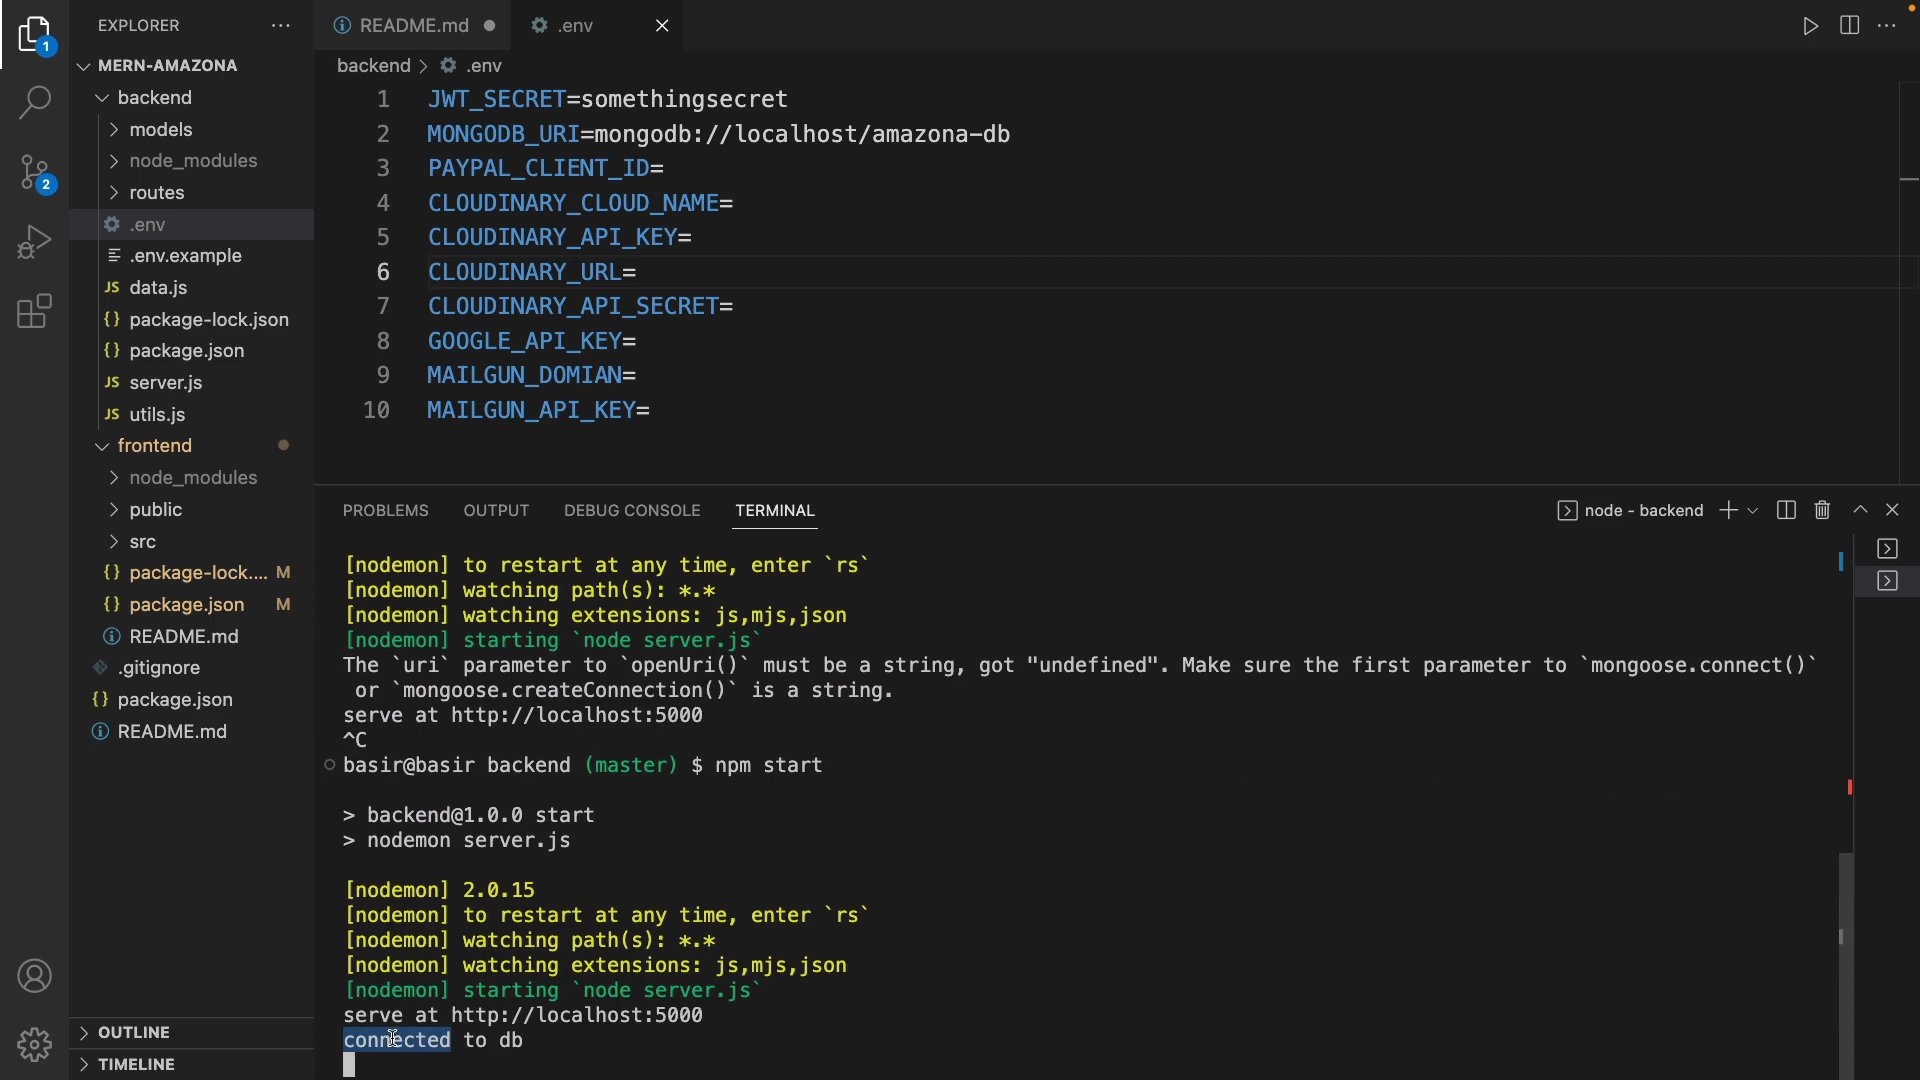 EXPLORER
MERN-AMAZONA
backend
models
node_modules
routes
.env
.env.example
data.js
package-lock.json
package.json
server.js
utils.js
frontend
node_modules
public
src
package-lock.... M
package.json M
README.md
.gitignore
package.json
README.md
OUTLINE
TIMELINE
1
2
README.md
.env
backend > .env
1 JWT_SECRET=somethingsecret
2 MONGODB_URI=mongodb://localhost/amazona-db
3 PAYPAL_CLIENT_ID=
4 CLOUDINARY_CLOUD_NAME=
5 CLOUDINARY_API_KEY=
6 CLOUDINARY_URL=
7 CLOUDINARY_API_SECRET=
8 GOOGLE_API_KEY=
9 MAILGUN_DOMIAN=
10 MAILGUN_API_KEY=
PROBLEMS OUTPUT DEBUG CONSOLE TERMINAL
node - backend
[nodemon] to restart at any time, enter `rs`
[nodemon] watching path(s): *.*
[nodemon] watching extensions: js,mjs,json
[nodemon] starting `node server.js`
The `uri` parameter to `openUri()` must be a string, got "undefined". Make sure the first parameter to `mongoose.connect()`
or `mongoose.createConnection()` is a string.
serve at http://localhost:5000
^C
basir@basir backend (master) $ npm start
> backend@1.0.0 start
> nodemon server.js
[nodemon] 2.0.15
[nodemon] to restart at any time, enter `rs`
[nodemon] watching path(s): *.*
[nodemon] watching extensions: js,mjs,json
[nodemon] starting `node server.js`
serve at http://localhost:5000
connected to db